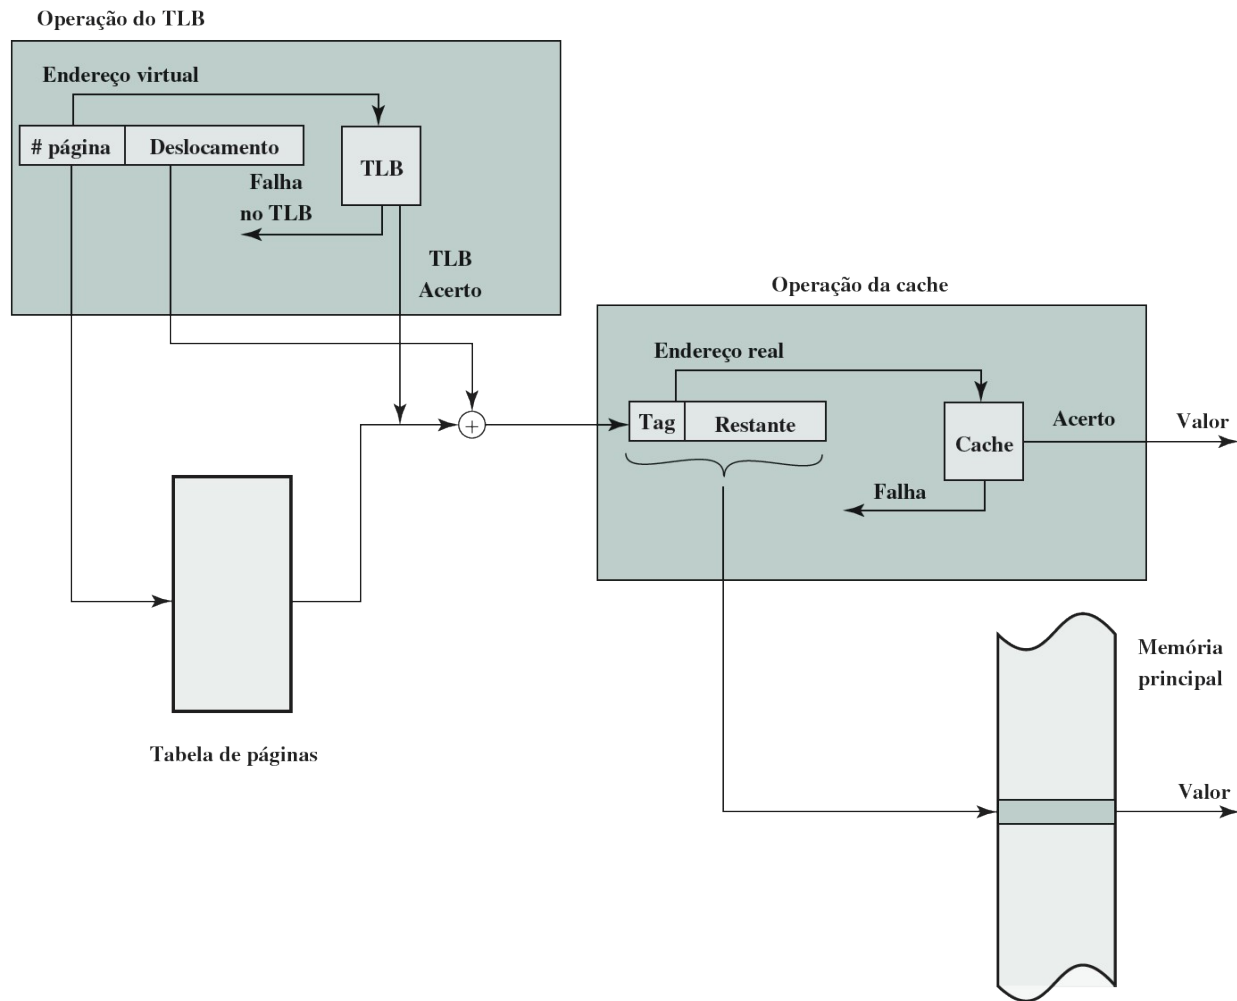 Operação do TLB
Endereço virtual
# página
Deslocamento
TLB
Falha
no TLB
TLB
Acerto
Operação da cache
Endereço real
Tag
Restante
Cache
Acerto
Valor
Falha
+
Tabela de páginas
Memória
principal
Valor